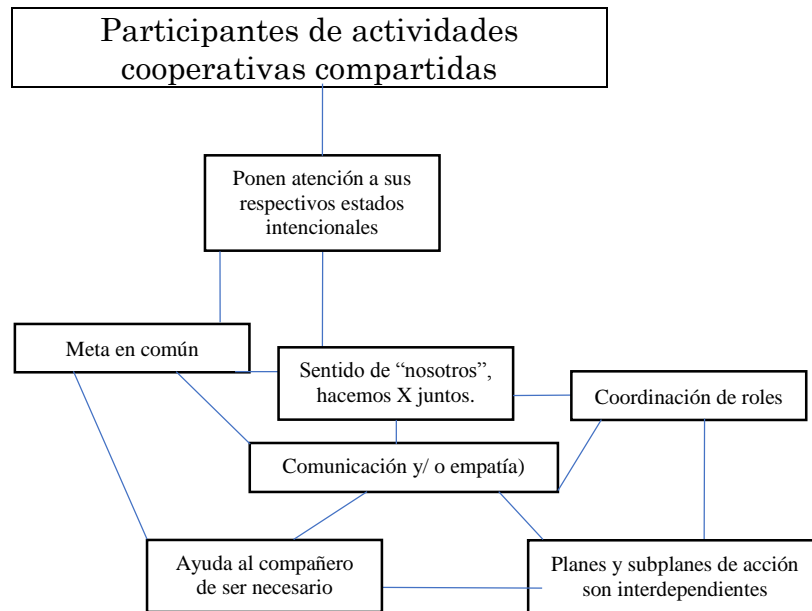 Participantes de actividades
cooperativas compartidas
Ponen atención a sus
respectivos estados
intencionales
Meta en común
Sentido de “nosotros”,
hacemos X juntos.
Coordinación de roles
Comunicación y/ o empatía)
Ayuda al compañero
de ser necesario
Planes y subplanes de acción
son interdependientes